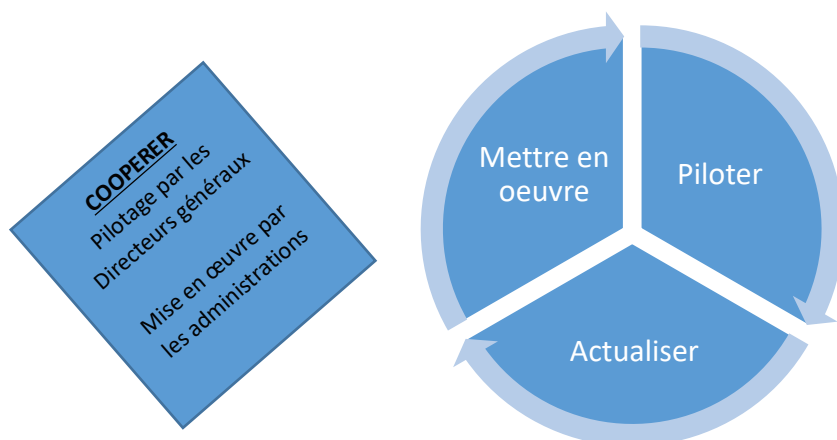 COOPERER
Pilotage par les
Directeurs généraux
Mise en œuvre par
les administrations
Mettre en
oeuvre
Piloter
Actualiser